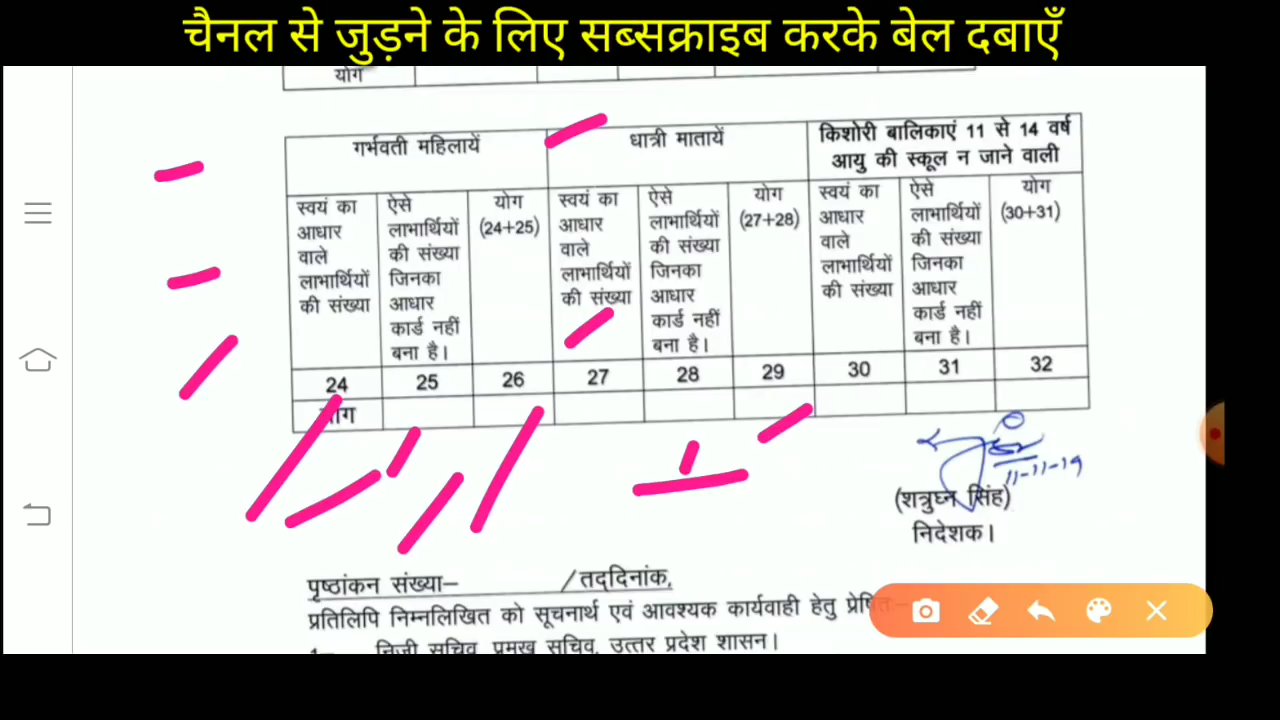 चैनल से जुड़ने के लिए सब्सक्राइब करके बेल दबाएँ
योग
गर्भवती महिलायें
धात्री मातायें
किशोरी बालिकाएं 11 से 14 वर्ष
आयु की स्कूल न जाने वाली
स्वयं का
आधार
वाले
लाभार्थियों
की संख्या
ऐसे
लाभार्थियों
की संख्या
जिनका
आधार
कार्ड नहीं
बना है।
योग
(24+25)
स्वयं का
आधार
वाले
लाभार्थियों
की संख्या
ऐसे
लाभार्थियों
की संख्या
जिनका
आधार
कार्ड नहीं
बना है।
योग
(27+28)
स्वयं का
आधार
वाले
लाभार्थियों
की संख्या
ऐसे
लाभार्थियों
की संख्या
जिनका
आधार
कार्ड नहीं
बना है।
योग
(30+31)
24 25 26 27 28 29 30 31 32
योग
11-11-19
(शत्रुघ्न सिंह)
निदेशक।
पृष्ठांकन संख्या– /तद्दिनांक,
प्रतिलिपि निम्नलिखित को सूचनार्थ एवं आवश्यक कार्यवाही हेतु प्रेषित:–
1– निजी सचिव, प्रमुख सचिव, उत्तर प्रदेश शासन।